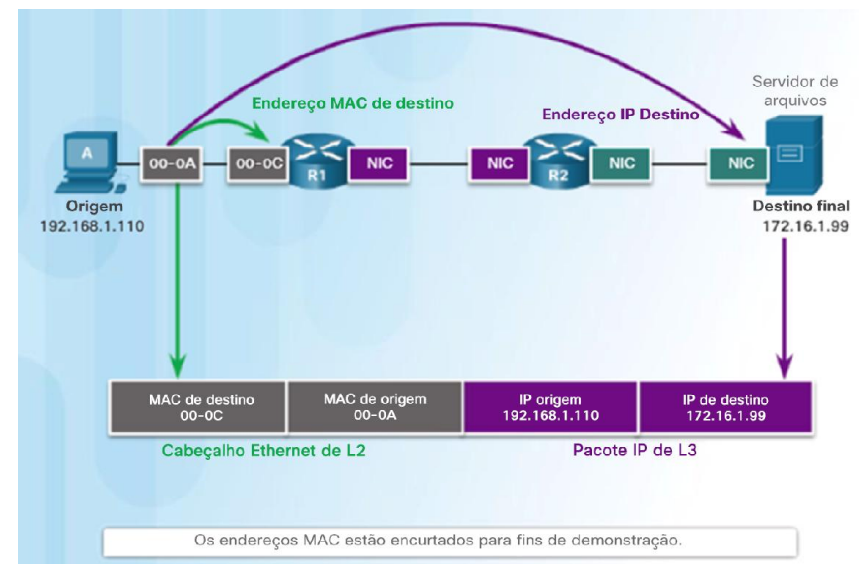 Servidor de
arquivos
Endereço MAC de destino
Endereço IP Destino
A
00-0A
00-0C
R1
NIC
NIC
R2
NIC
NIC
Origem
192.168.1.110
Destino final
172.16.1.99
MAC de destino
00-0C
MAC de origem
00-0A
IP origem
192.168.1.110
IP de destino
172.16.1.99
Cabeçalho Ethernet de L2
Pacote IP de L3
Os endereços MAC estão encurtados para fins de demonstração.